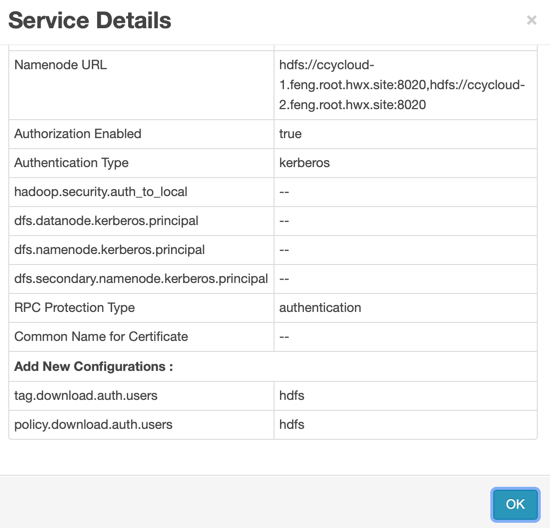 Service Details
×
Namenode URL
hdfs://ccycloud-
1.feng.root.hwx.site:8020,hdfs://ccycloud-
2.feng.root.hwx.site:8020
Authorization Enabled
true
Authentication Type
kerberos
hadoop.security.auth_to_local
--
dfs.datanode.kerberos.principal
--
dfs.namenode.kerberos.principal
--
dfs.secondary.namenode.kerberos.principal
--
RPC Protection Type
authentication
Common Name for Certificate
--
Add New Configurations :
tag.download.auth.users
hdfs
policy.download.auth.users
hdfs
OK